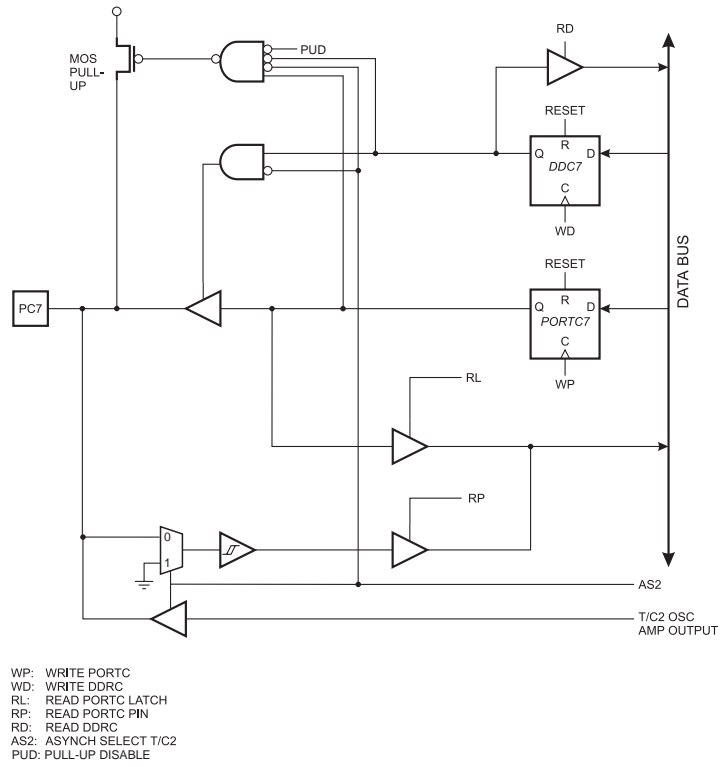 RD
MOS
PULL-
UP
PUD
RESET
R
Q
D
DDC7
C
WD
DATA BUS
RESET
R
PC7
Q
D
PORTC7
C
WP
RL
RP
0
1
AS2
T/C2 OSC
AMP OUTPUT
WP: WRITE PORTC
WD: WRITE DDRC
RL: READ PORTC LATCH
RP: READ PORTC PIN
RD: READ DDRC
AS2: ASYNCH SELECT T/C2
PUD: PULL-UP DISABLE